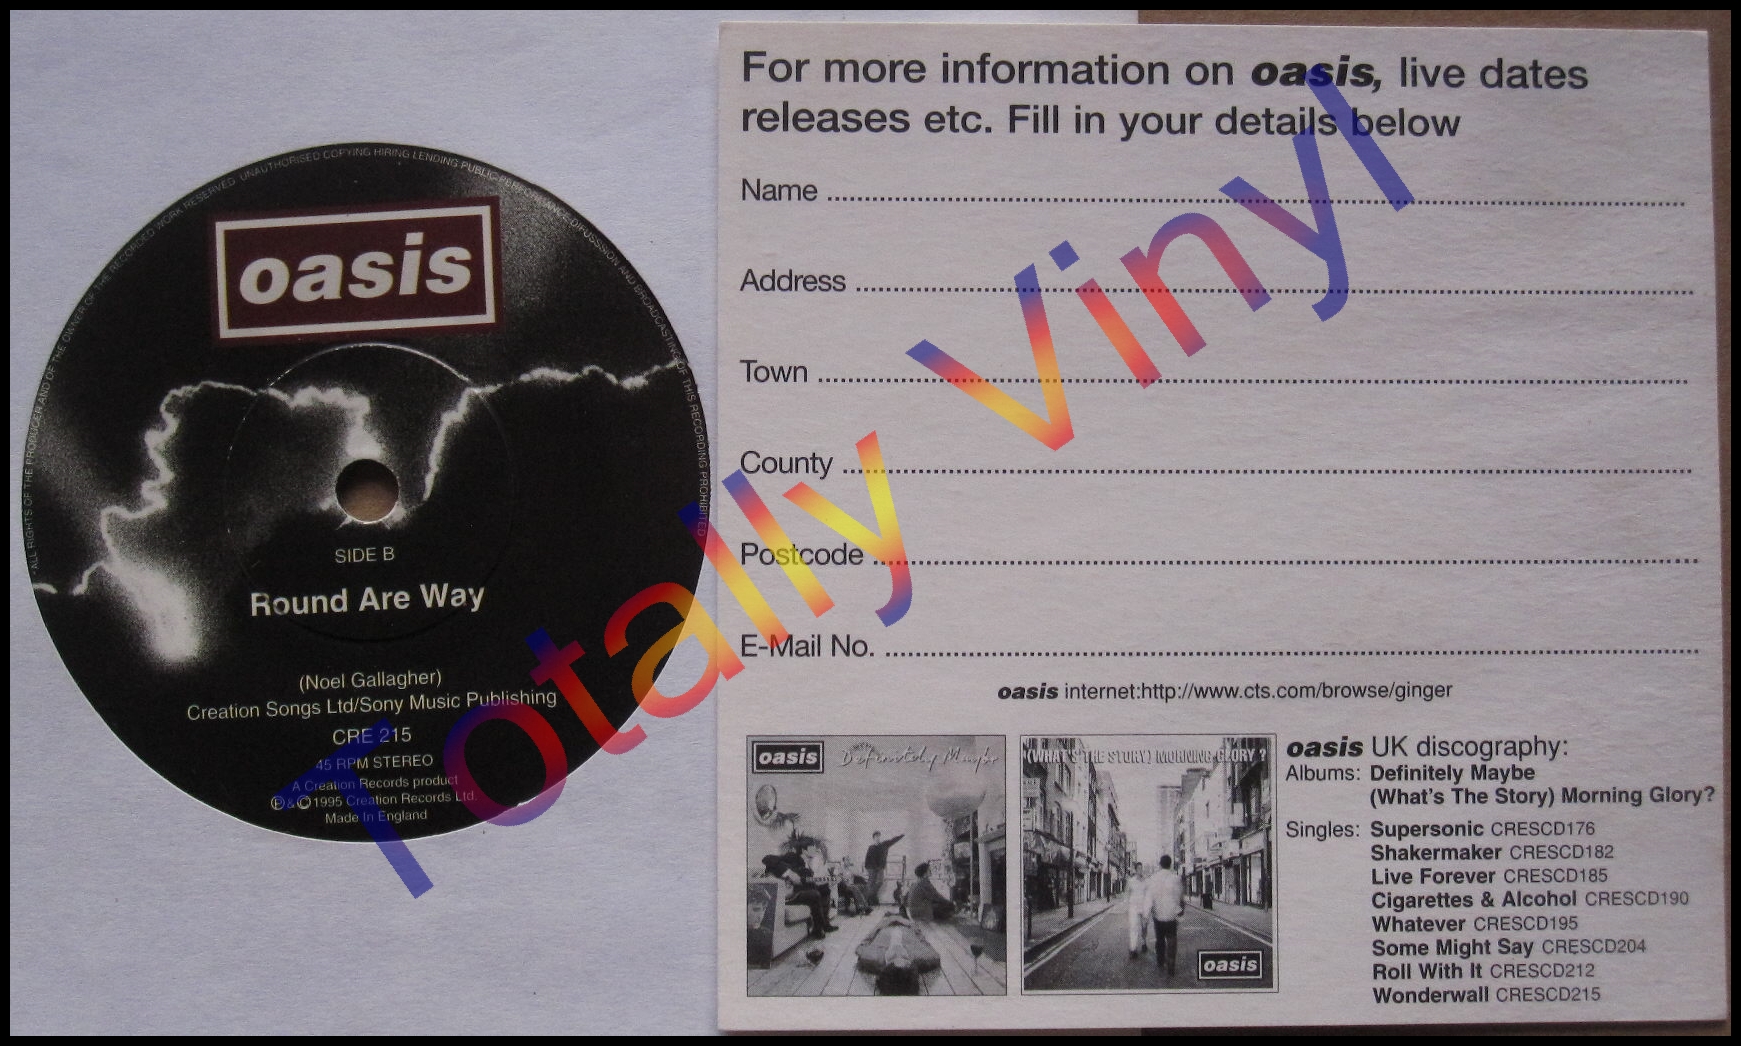 *ALL RIGHTS OF THE PRODUCER AND OF THE OWNER OF THE RECORDED WORK RESERVED UNAUTHORISED COPYING HIRING LENDING PUBLIC PERFORMANCE DIFUSSSION AND BROADCASTING OF THIS RECORDING PROHIBITED
oasis
SIDE B
Round Are Way
(Noel Gallagher)
Creation Songs Ltd/Sony Music Publishing
CRE 215
45 RPM STEREO
A Creation Records product
Ⓟ&©1995 Creation Records Ltd.
Made In England
For more information on oasis, live dates
releases etc. Fill in your details below
Name
Address
Town
County
Postcode
E-Mail No.
oasis internet:http://www.cts.com/browse/ginger
oasis Definitely Maybe
(WHAT'S THE STORY) MORNING GLORY?
oasis
oasis UK discography:
Albums: Definitely Maybe
(What's The Story) Morning Glory?
Singles: Supersonic CRESCD176
Shakermaker CRESCD182
Live Forever CRESCD185
Cigarettes & Alcohol CRESCD190
Whatever CRESCD195
Some Might Say CRESCD204
Roll With It CRESCD212
Wonderwall CRESCD215
Totally Vinyl